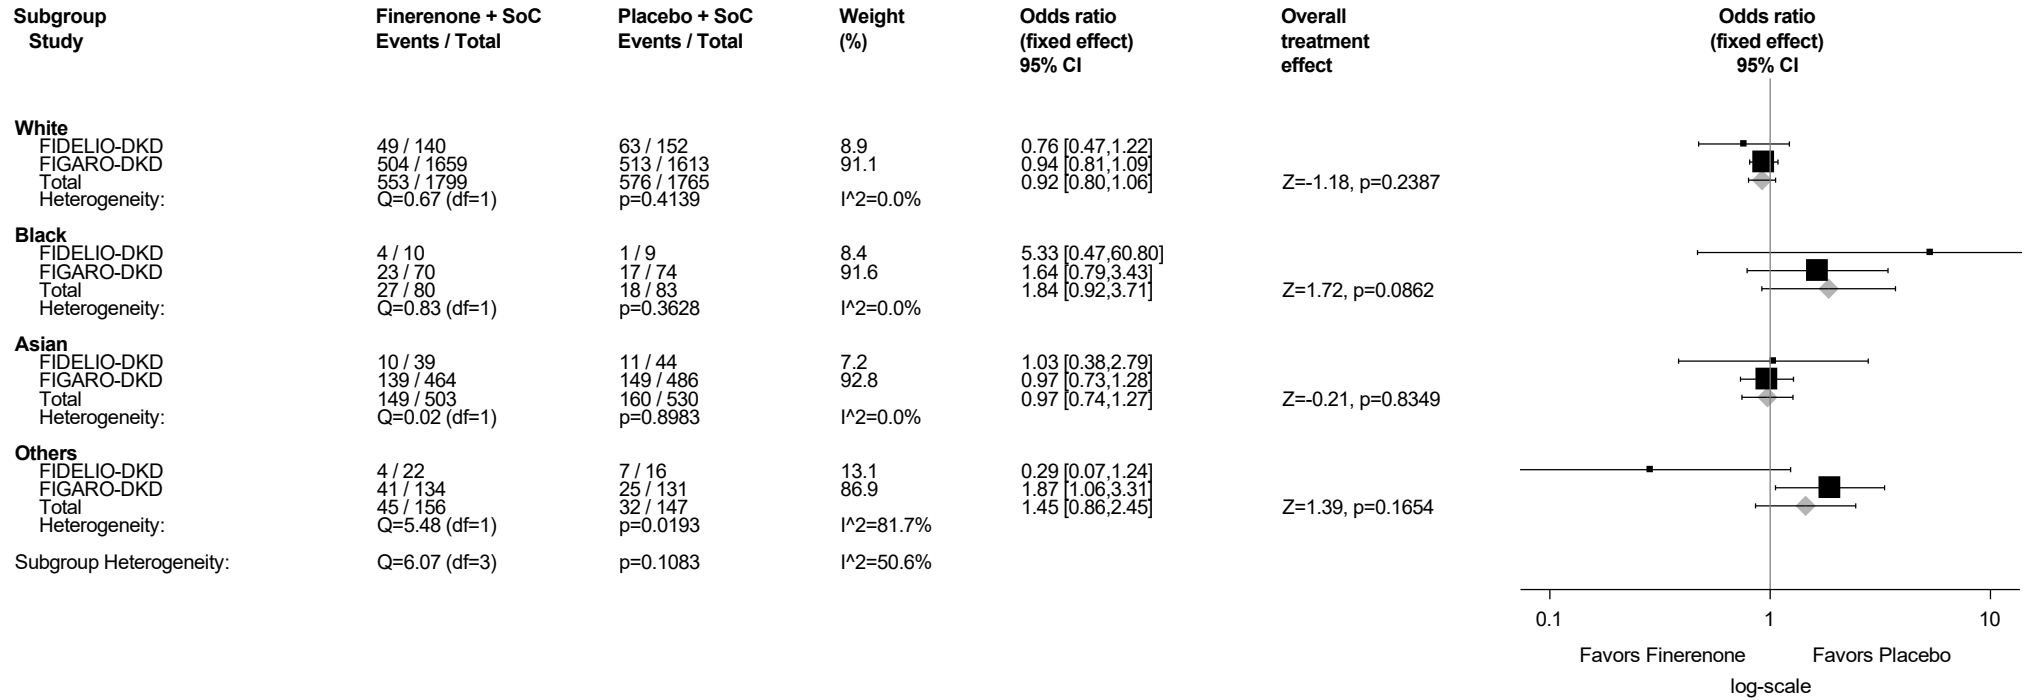 Subgroup Finerenone + SoC Placebo + SoC Weight Odds ratio Overall Odds ratio
Study Events / Total Events / Total (%) (fixed effect) treatment (fixed effect)
95% CI effect 95% CI
White
FIDELIO-DKD 49 / 140 63 / 152 8.9 0.76 [0.47,1.22]
FIGARO-DKD 504 / 1659 513 / 1613 91.1 0.94 [0.81,1.09]
Total 553 / 1799 576 / 1765 0.92 [0.80,1.06] Z=-1.18, p=0.2387
Heterogeneity: Q=0.67 (df=1) p=0.4139 I^2=0.0%
Black
FIDELIO-DKD 4 / 10 1 / 9 8.4 5.33 [0.47,60.80]
FIGARO-DKD 23 / 70 17 / 74 91.6 1.64 [0.79,3.43]
Total 27 / 80 18 / 83 1.84 [0.92,3.71] Z=1.72, p=0.0862
Heterogeneity: Q=0.83 (df=1) p=0.3628 I^2=0.0%
Asian
FIDELIO-DKD 10 / 39 11 / 44 7.2 1.03 [0.38,2.79]
FIGARO-DKD 139 / 464 149 / 486 92.8 0.97 [0.73,1.28]
Total 149 / 503 160 / 530 0.97 [0.74,1.27] Z=-0.21, p=0.8349
Heterogeneity: Q=0.02 (df=1) p=0.8983 I^2=0.0%
Others
FIDELIO-DKD 4 / 22 7 / 16 13.1 0.29 [0.07,1.24]
FIGARO-DKD 41 / 134 25 / 131 86.9 1.87 [1.06,3.31]
Total 45 / 156 32 / 147 1.45 [0.86,2.45] Z=1.39, p=0.1654
Heterogeneity: Q=5.48 (df=1) p=0.0193 I^2=81.7%
Subgroup Heterogeneity: Q=6.07 (df=3) p=0.1083 I^2=50.6%
0.1 1 10
Favors Finerenone Favors Placebo
log-scale